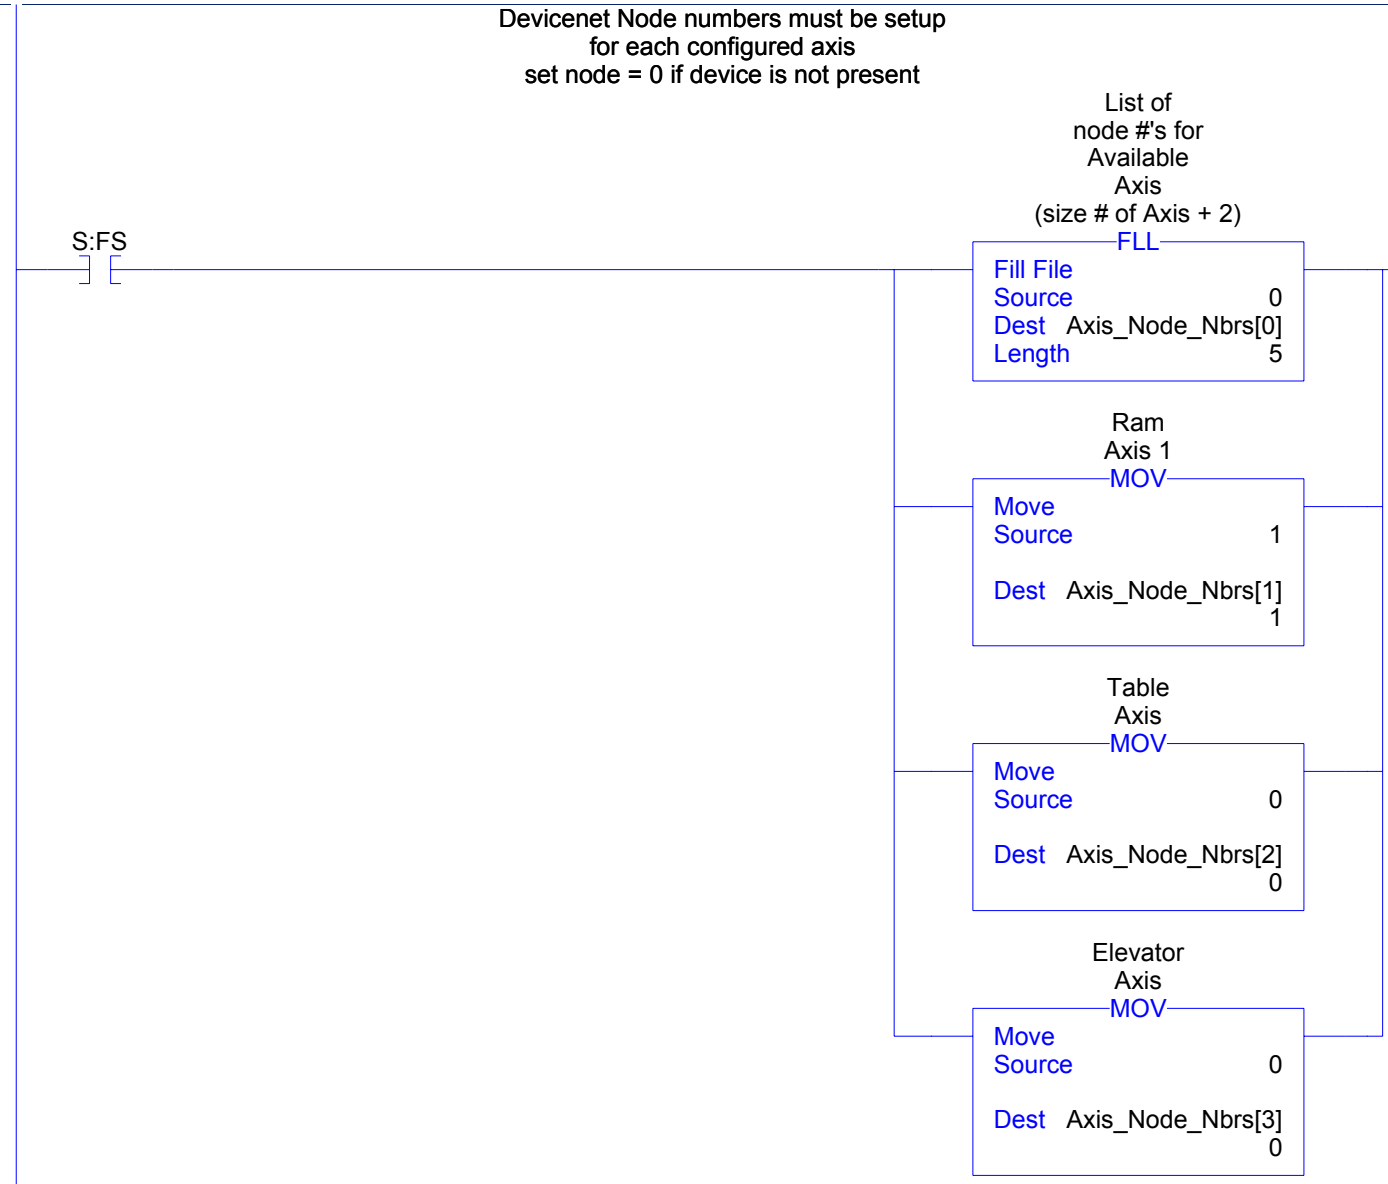 Devicenet Node numbers must be setup
for each configured axis
set node = 0 if device is not present
List of
node #'s for
Available
Axis
(size # of Axis + 2)
S:FS
FLL
Fill File
Source 0
Dest Axis_Node_Nbrs[0]
Length 5
Ram
Axis 1
MOV
Move
Source 1
Dest Axis_Node_Nbrs[1]
1
Table
Axis
MOV
Move
Source 0
Dest Axis_Node_Nbrs[2]
0
Elevator
Axis
MOV
Move
Source 0
Dest Axis_Node_Nbrs[3]
0